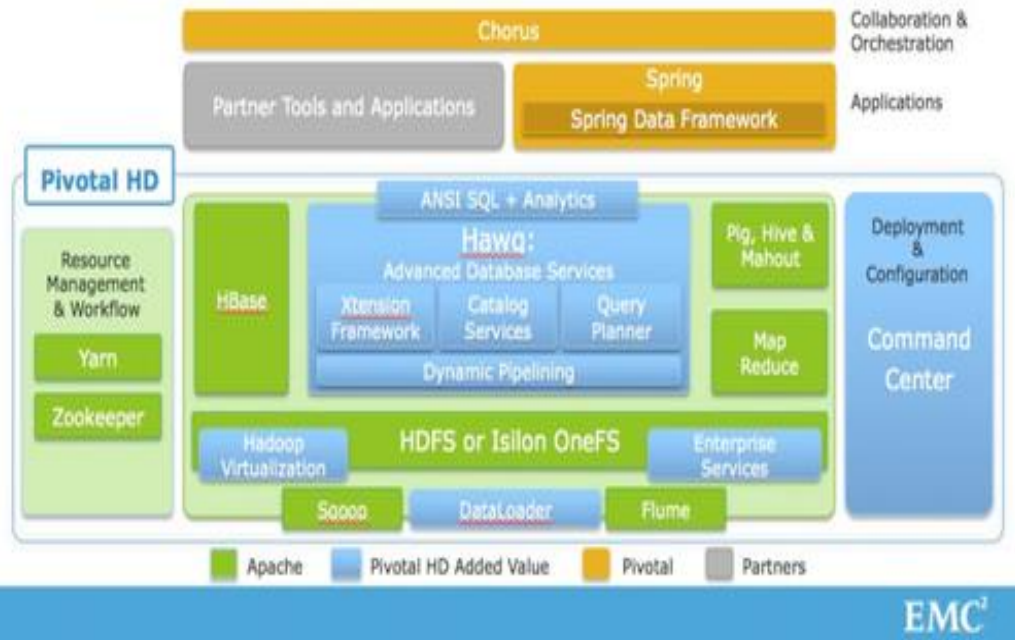 Chorus
Collaboration &
Orchestration
Partner Tools and Applications
Spring
Spring Data Framework
Applications
Pivotal HD
Resource
Management
& Workflow
Yarn
Zookeeper
HBase
ANSI SQL + Analytics
Hawq:
Advanced Database Services
Xtension
Framework
Catalog
Services
Query
Planner
Dynamic Pipelining
Pig, Hive &
Mahout
Map
Reduce
Deployment
&
Configuration
Command
Center
HDFS or Isilon OneFS
Hadoop
Virtualization
Enterprise
Services
Sqoop
DataLoader
Flume
Apache
Pivotal HD Added Value
Pivotal
Partners
EMC²